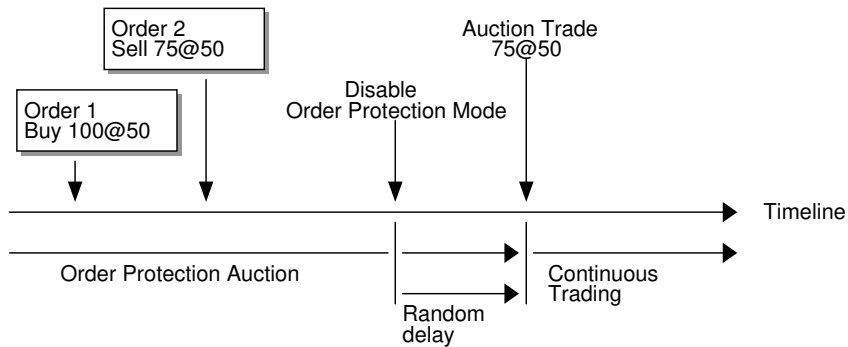 Order 2
Sell 75@50
Auction Trade
75@50
Order 1
Buy 100@50
Disable
Order Protection Mode
Timeline
Order Protection Auction
Continuous
Trading
Random
delay